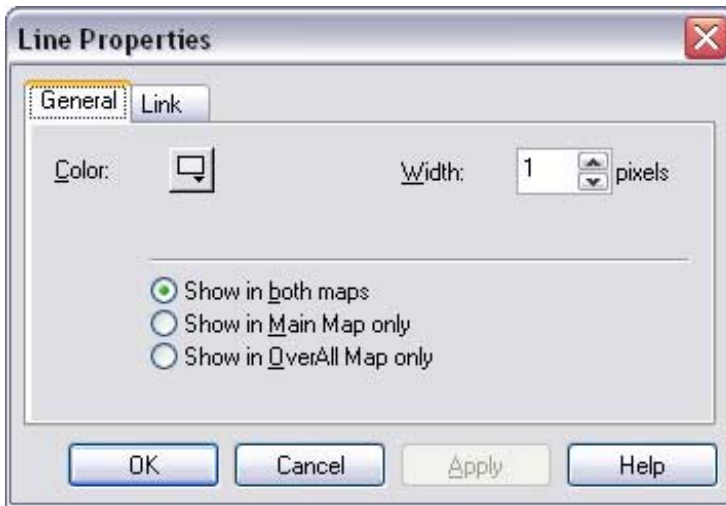 Line Properties
General Link
Color: Width: 1 pixels
Show in both maps
Show in Main Map only
Show in OverAll Map only
OK Cancel Apply Help